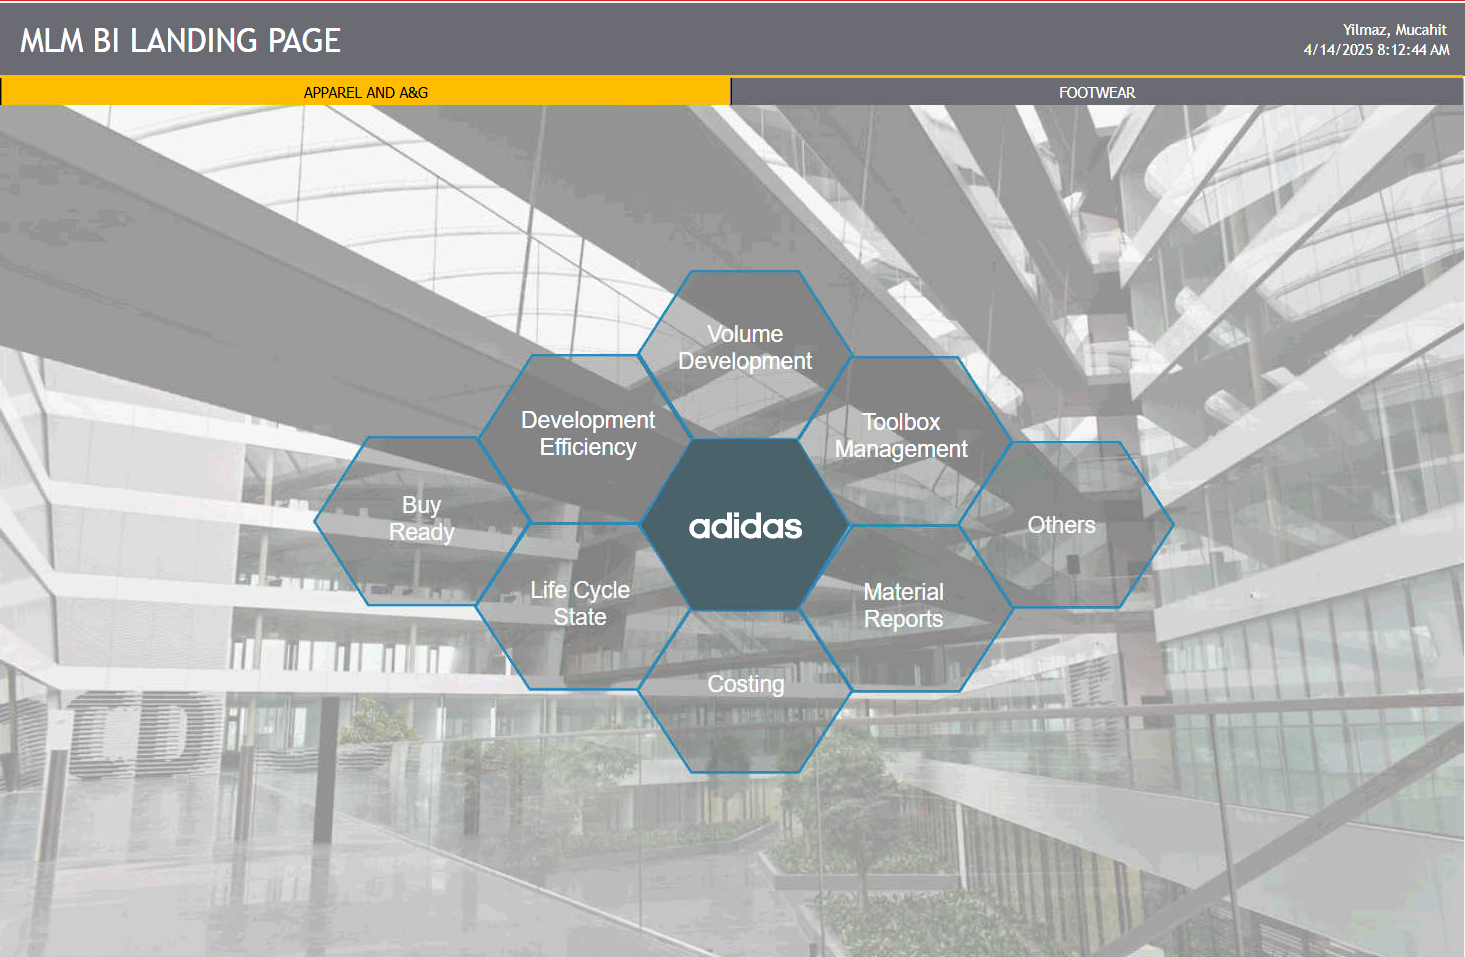 MLM BI LANDING PAGE
Yilmaz, Mucahit
4/14/2025 8:12:44 AM
APPAREL AND A&G
FOOTWEAR
Volume
Development
Development
Efficiency
Toolbox
Management
Buy
Ready
adidas
Others
Life Cycle
State
Material
Reports
Costing